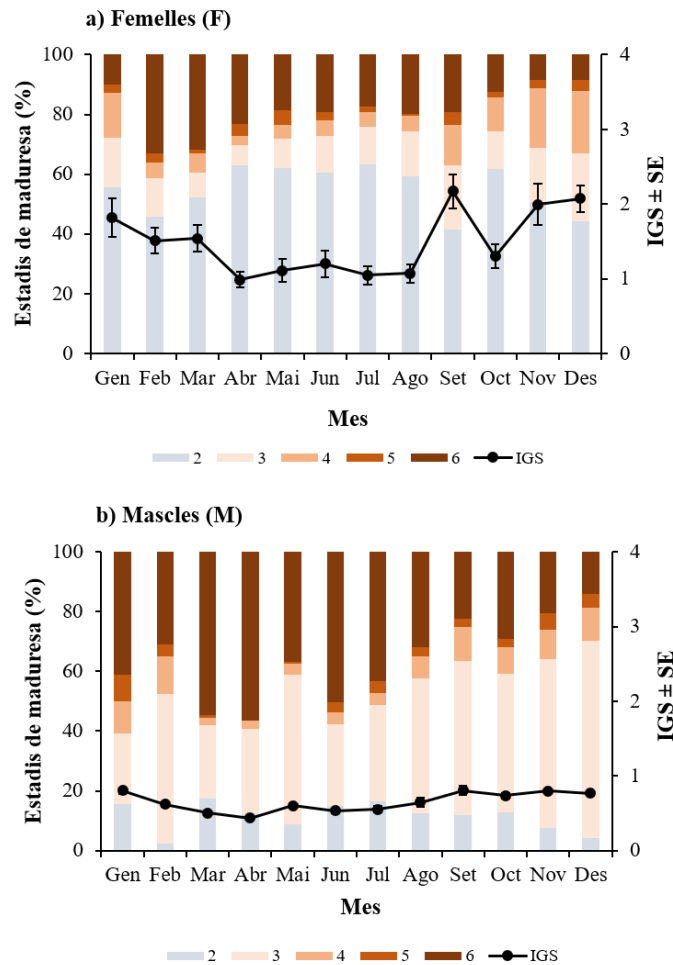 a) Femelles (F)
Estadis de maduresa (%)
100
80
60
40
20
0
4
3
2
1
0
IGS ± SE
Gen Feb Mar Abr Mai Jun Jul Ago Set Oct Nov Des
Mes
2 3 4 5 6 IGS
b) Mascles (M)
Estadis de maduresa (%)
100
80
60
40
20
0
4
3
2
1
0
IGS ± SE
Gen Feb Mar Abr Mai Jun Jul Ago Set Oct Nov Des
Mes
2 3 4 5 6 IGS